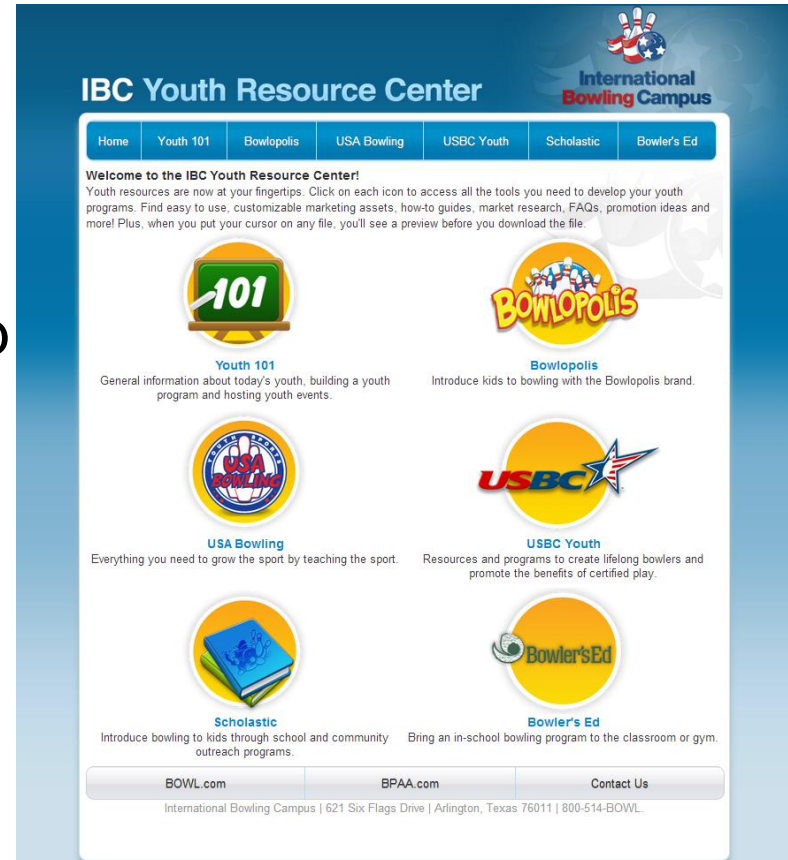 International
Bowling Campus
IBC Youth Resource Center
Home Youth 101 Bowlopolis USA Bowling USBC Youth Scholastic Bowler's Ed
Welcome to the IBC Youth Resource Center!
Youth resources are now at your fingertips. Click on each icon to access all the tools you need to develop your youth
programs. Find easy to use, customizable marketing assets, how-to guides, market research, FAQs, promotion ideas and
more! Plus, when you put your cursor on any file, you'll see a preview before you download the file.
101
BOWLOPOLIS
Youth 101
General information about today's youth, building a youth
program and hosting youth events.
Bowlopolis
Introduce kids to bowling with the Bowlopolis brand.
YOUTH SPORTS
USA
BOWLING
USBC
USA Bowling
Everything you need to grow the sport by teaching the sport.
USBC Youth
Resources and programs to create lifelong bowlers and
promote the benefits of certified play.
Bowler'sEd
Scholastic
Introduce bowling to kids through school and community
outreach programs.
Bowler's Ed
Bring an in-school bowling program to the classroom or gym.
BOWL.com BPAA.com Contact Us
International Bowling Campus | 621 Six Flags Drive | Arlington, Texas 76011 | 800-514-BOWL.